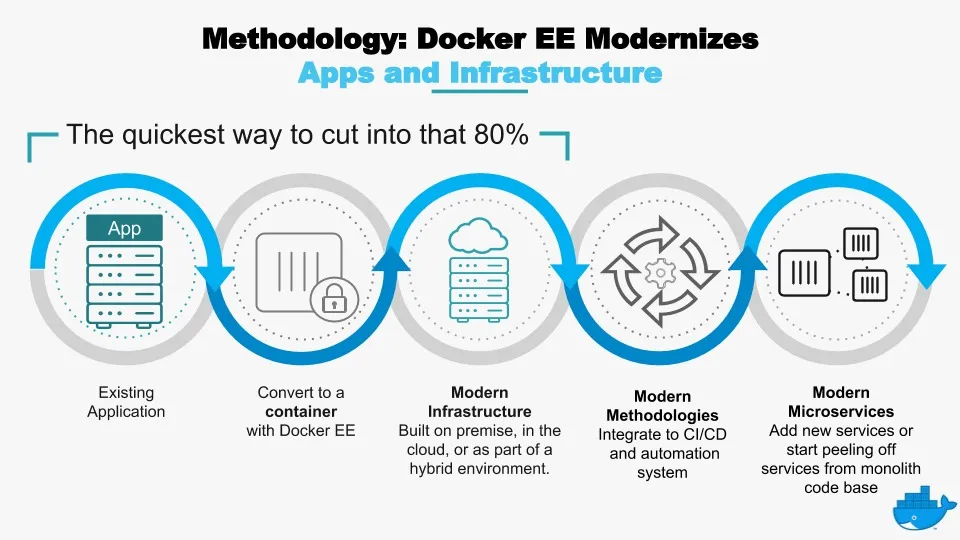 Methodology: Docker EE Modernizes
Apps and Infrastructure
The quickest way to cut into that 80%
App
Existing
Application
Convert to a
container
with Docker EE
Modern
Infrastructure
Built on premise, in the
cloud, or as part of a
hybrid environment.
Modern
Methodologies
Integrate to CI/CD
and automation
system
Modern
Microservices
Add new services or
start peeling off
services from monolith
code base